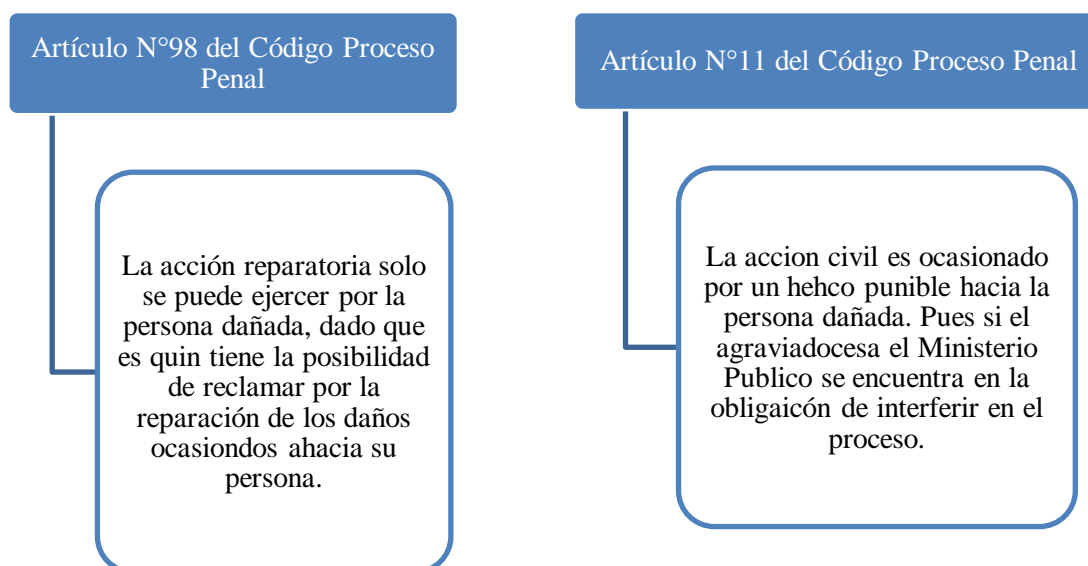 Artículo N°98 del Código Proceso
Penal
La acción reparatoria solo
se puede ejercer por la
persona dañada, dado que
es quin tiene la posibilidad
de reclamar por la
reparación de los daños
ocasiondos ahacia su
persona.
Artículo N°11 del Código Proceso Penal
La accion civil es ocasionado
por un hehco punible hacia la
persona dañada. Pues si el
agraviadocesa el Ministerio
Publico se encuentra en la
obligaicón de interferir en el
proceso.